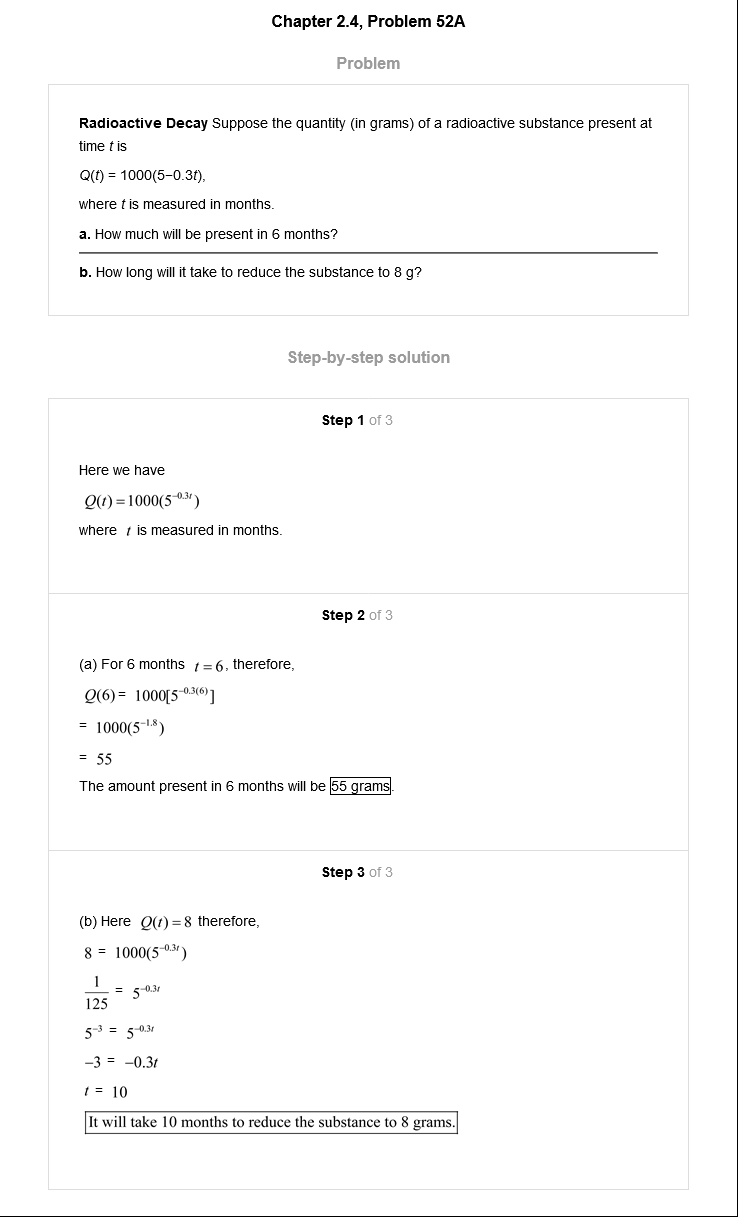 Chapter 2.4, Problem 52A
Problem
Radioactive Decay Suppose the quantity (in grams) of a radioactive substance present at
time t is
Q(t) = 1000(5−0.3t),
where t is measured in months.
a. How much will be present in 6 months?
b. How long will it take to reduce the substance to 8 g?
Step-by-step solution
Step 1 of 3
Here we have
Q(t) = 1000(5^{−0.3t})
where t is measured in months.
Step 2 of 3
(a) For 6 months t = 6, therefore,
Q(6) = 1000[5^{−0.3(6)}]
= 1000(5^{−1.8})
= 55
The amount present in 6 months will be 55 grams.
Step 3 of 3
(b) Here Q(t) = 8 therefore,
8 = 1000(5^{−0.3t})
1/125 = 5^{−0.3t}
5^{−3} = 5^{−0.3t}
−3 = −0.3t
t = 10
It will take 10 months to reduce the substance to 8 grams.